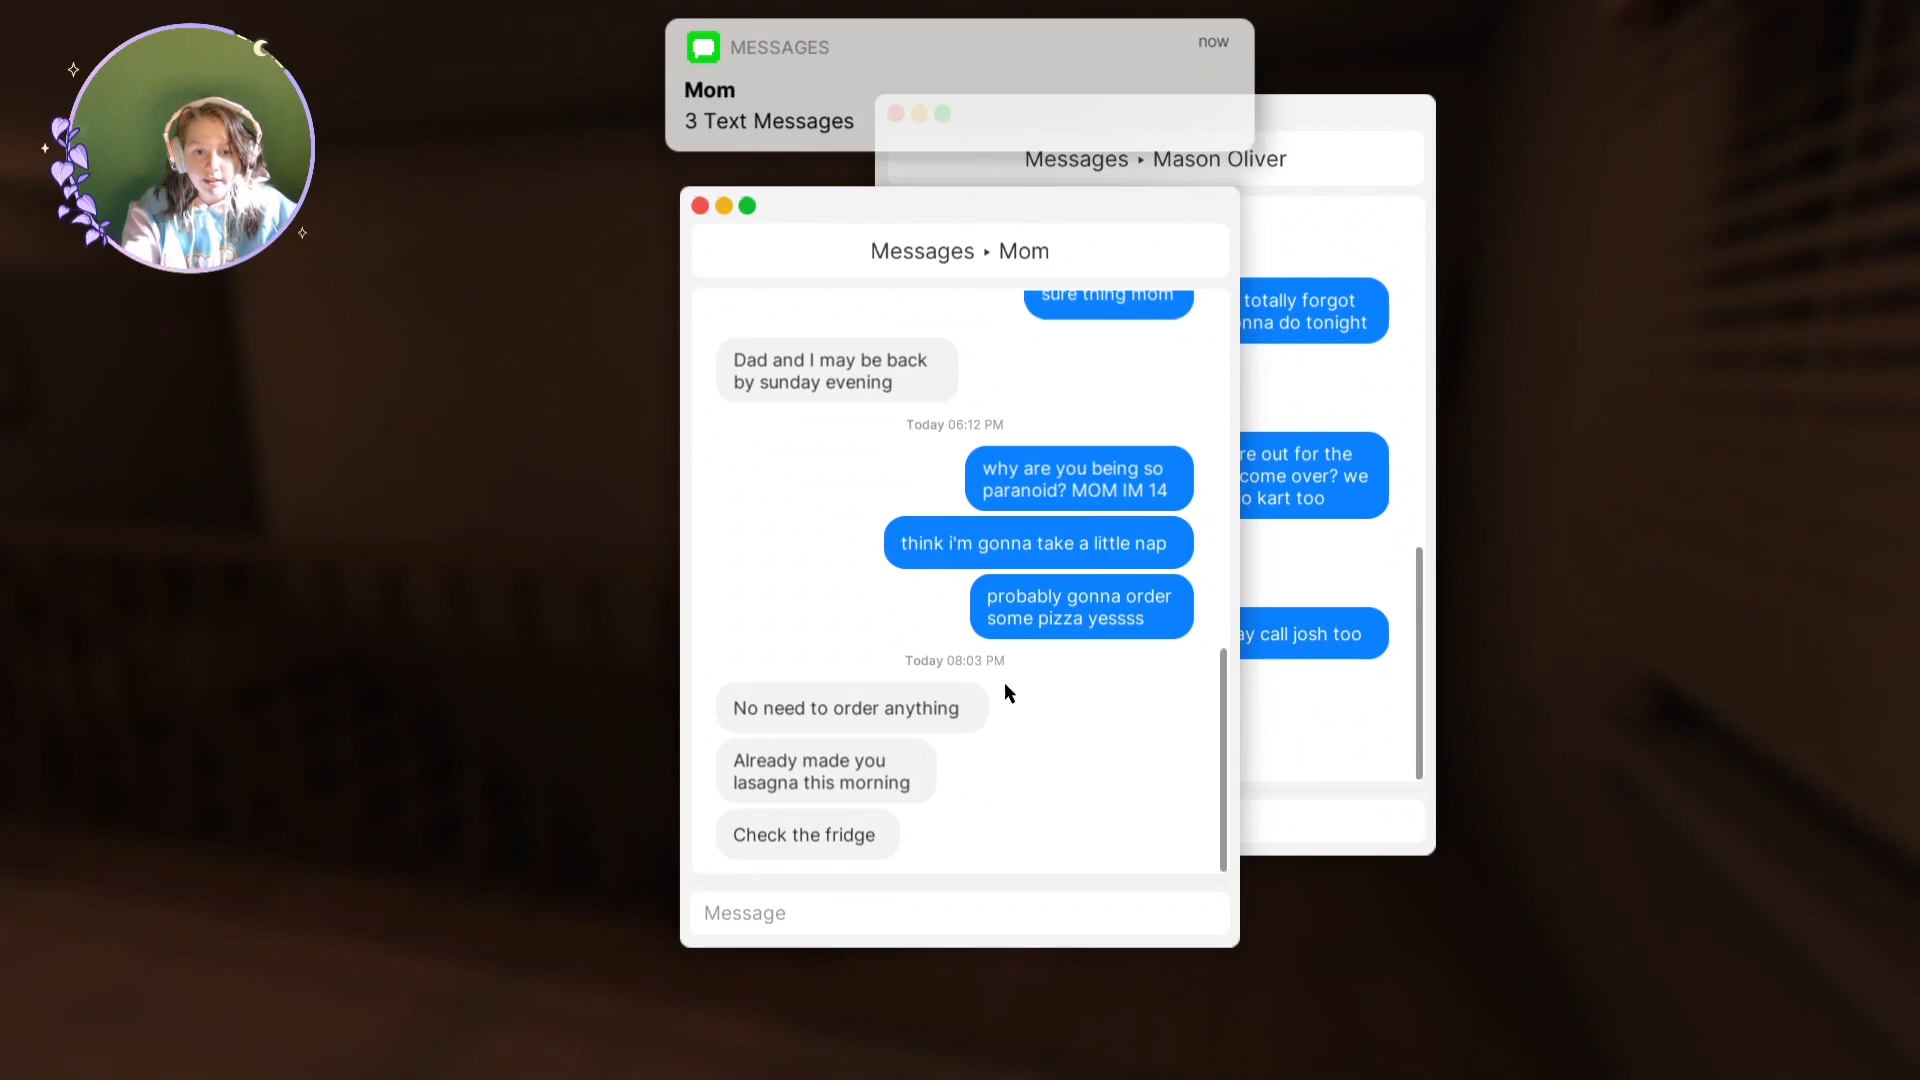 MESSAGES
now
Mom
3 Text Messages
Messages ‣ Mason Oliver
totally forgot
nna do tonight
re out for the
come over? we
o kart too
ay call josh too
Messages ‣ Mom
sure thing mom
Dad and I may be back
by sunday evening
Today 06:12 PM
why are you being so
paranoid? MOM IM 14
think i'm gonna take a little nap
probably gonna order
some pizza yessss
Today 08:03 PM
No need to order anything
Already made you
lasagna this morning
Check the fridge
Message